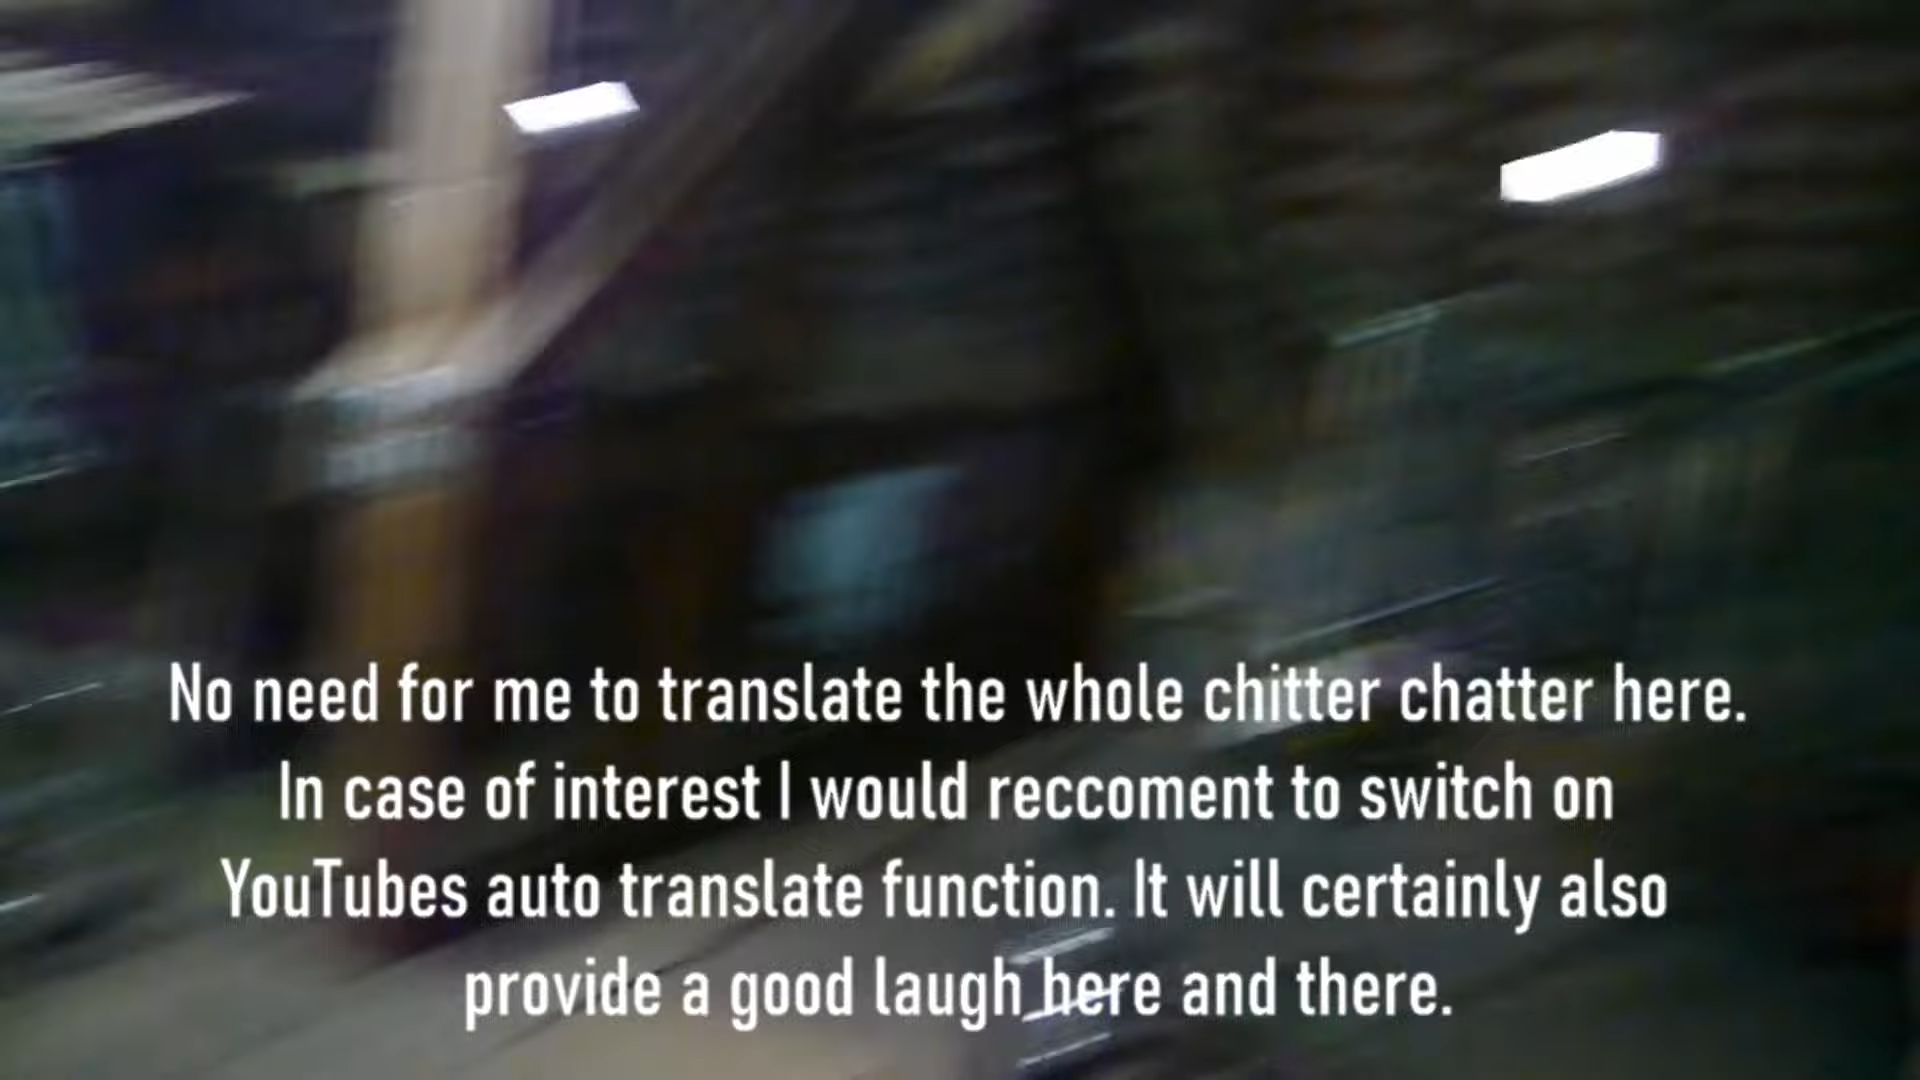 No need for me to translate the whole chitter chatter here.
In case of interest I would reccoment to switch on
YouTubes auto translate function. It will certainly also
provide a good laugh here and there.